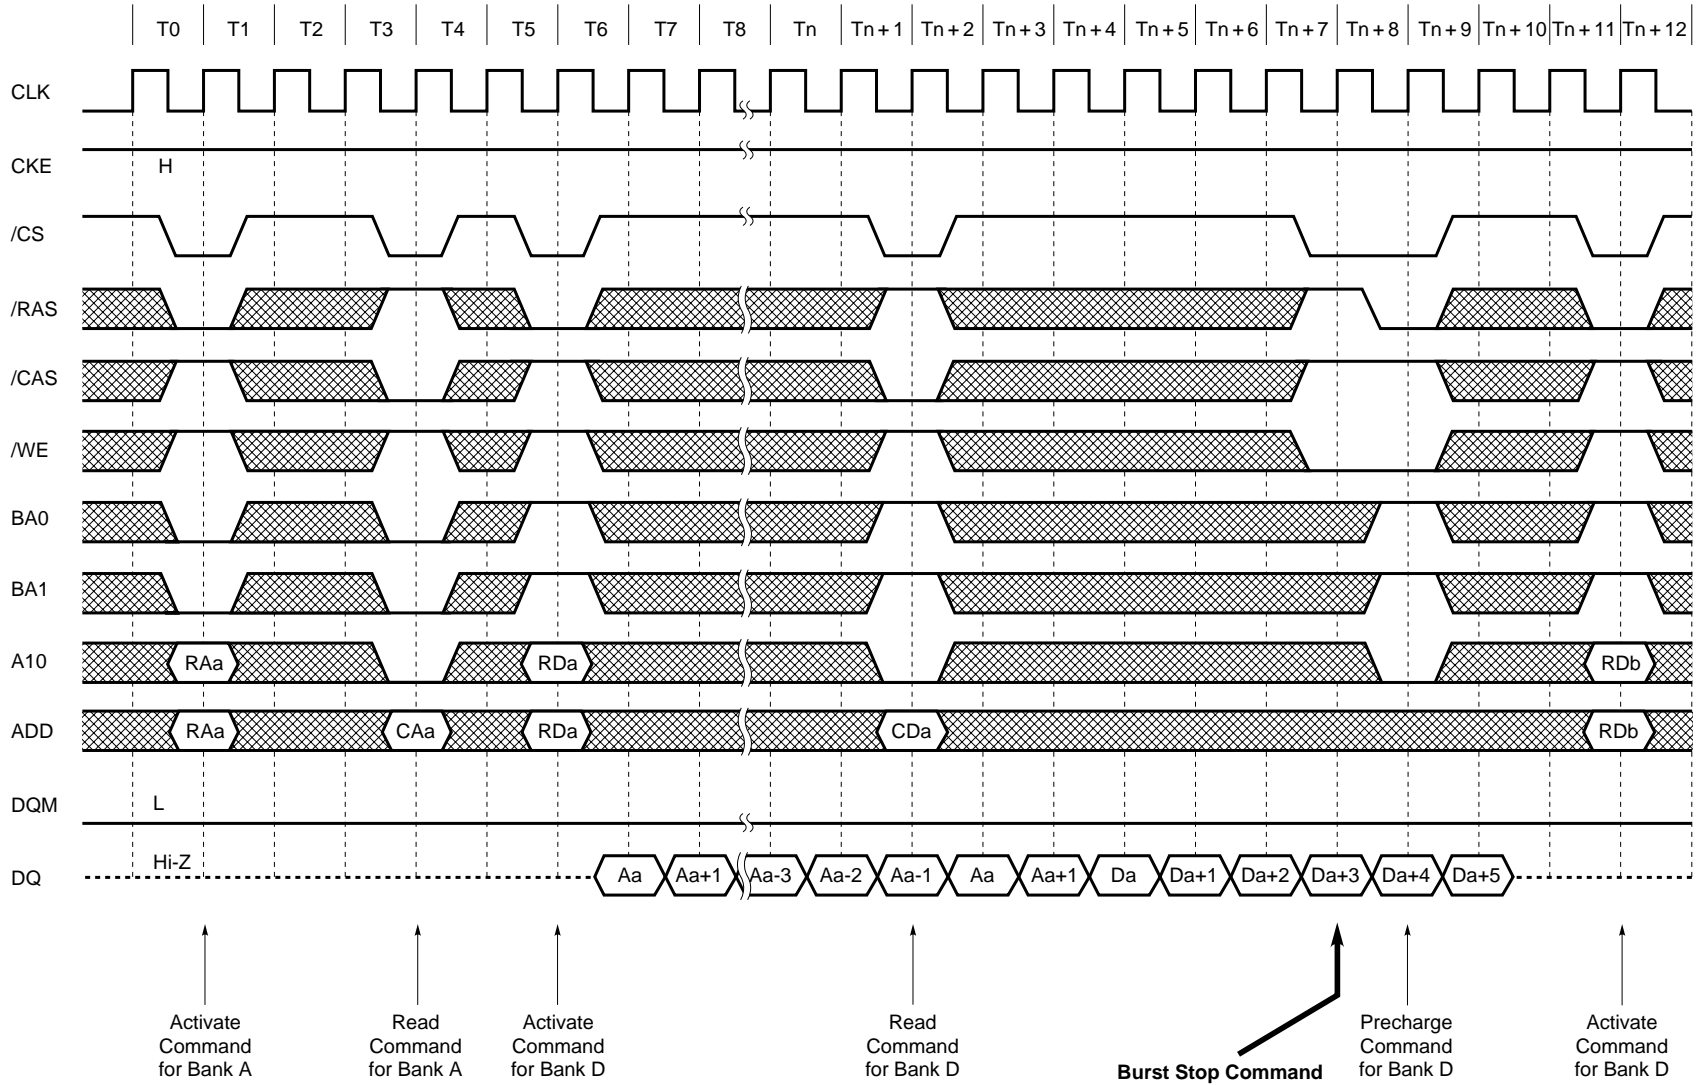 T0 T1 T2 T3 T4 T5 T6 T7 T8 Tn Tn + 1 Tn + 2 Tn + 3 Tn + 4 Tn + 5 Tn + 6 Tn + 7 Tn + 8 Tn + 9 Tn + 10 Tn + 11 Tn + 12
CLK
CKE H
/CS
/RAS
/CAS
/WE
BA0
BA1
A10 RAa RDa RDb
ADD RAa CAa RDa CDa RDb
DQM L
DQ Hi-Z Aa Aa+1 Aa-3 Aa-2 Aa-1 Aa Aa+1 Da Da+1 Da+2 Da+3 Da+4 Da+5
Activate
Command
for Bank A
Read
Command
for Bank A
Activate
Command
for Bank D
Read
Command
for Bank D
Burst Stop Command
Precharge
Command
for Bank D
Activate
Command
for Bank D